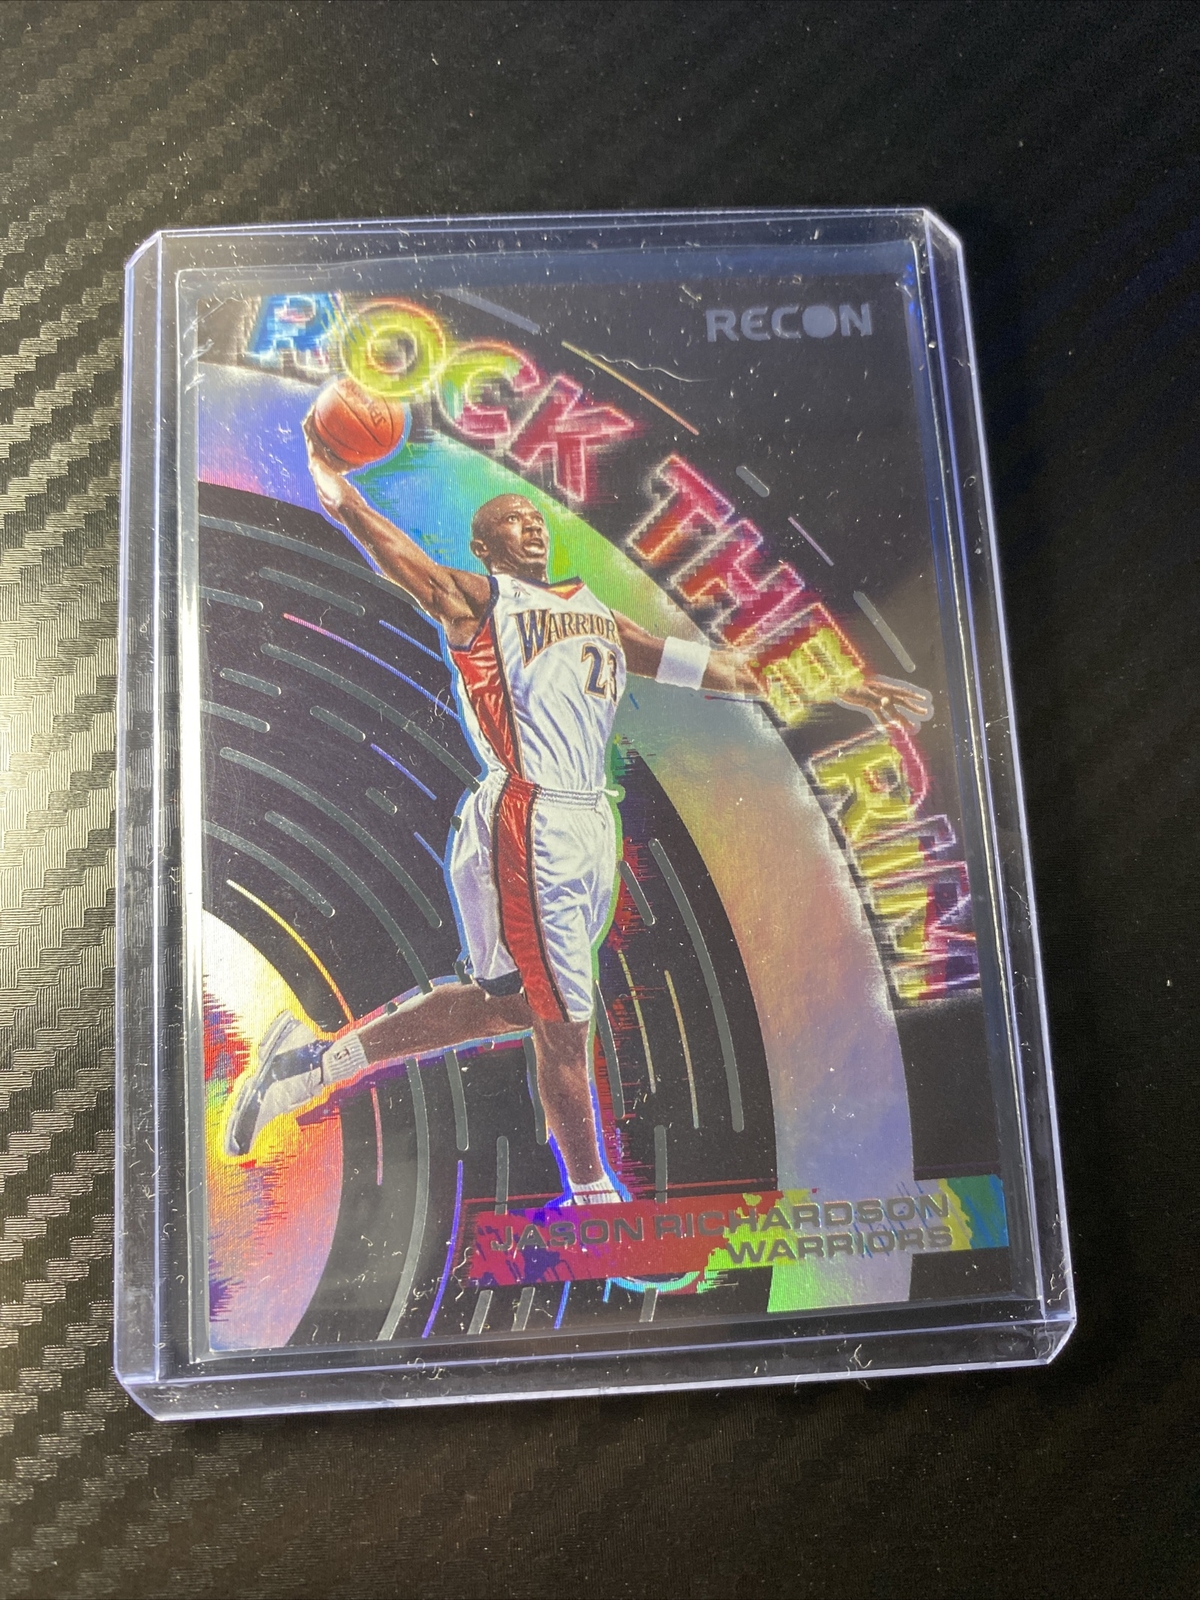 RECON
ROCK THE RIM
WARRIORS
23
JASON RICHARDSON
WARRIORS